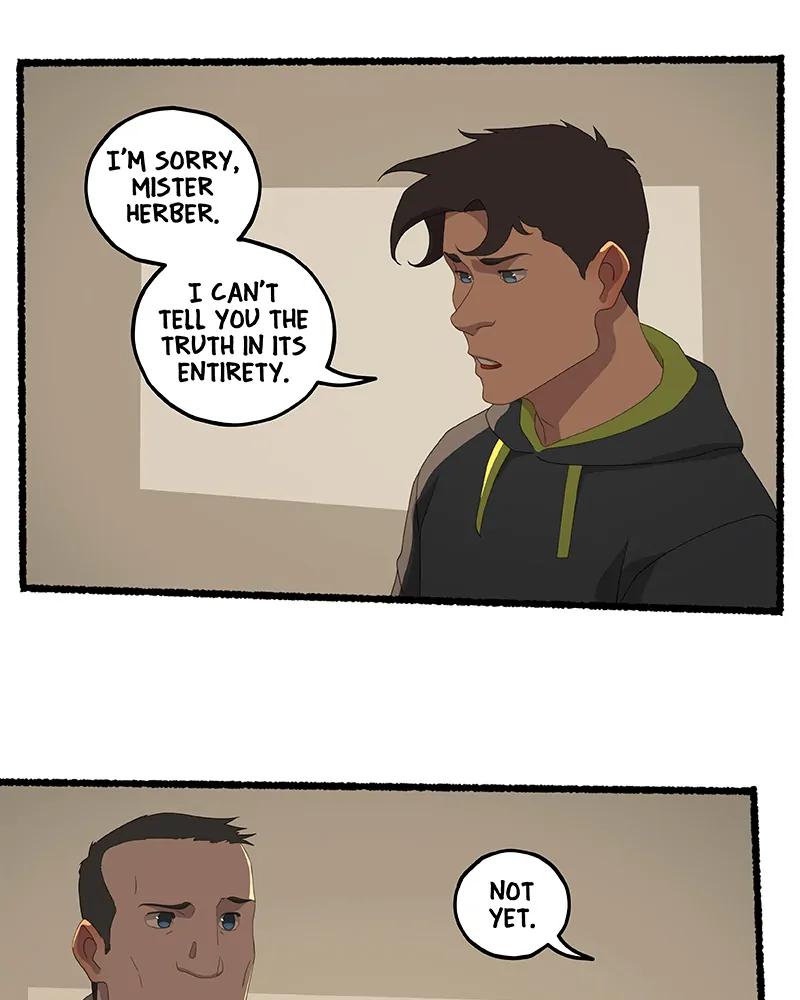 I'M SORRY,
MISTER
HERBER.
I CAN'T
TELL YOU THE
TRUTH IN ITS
ENTIRETY.
NOT
YET.